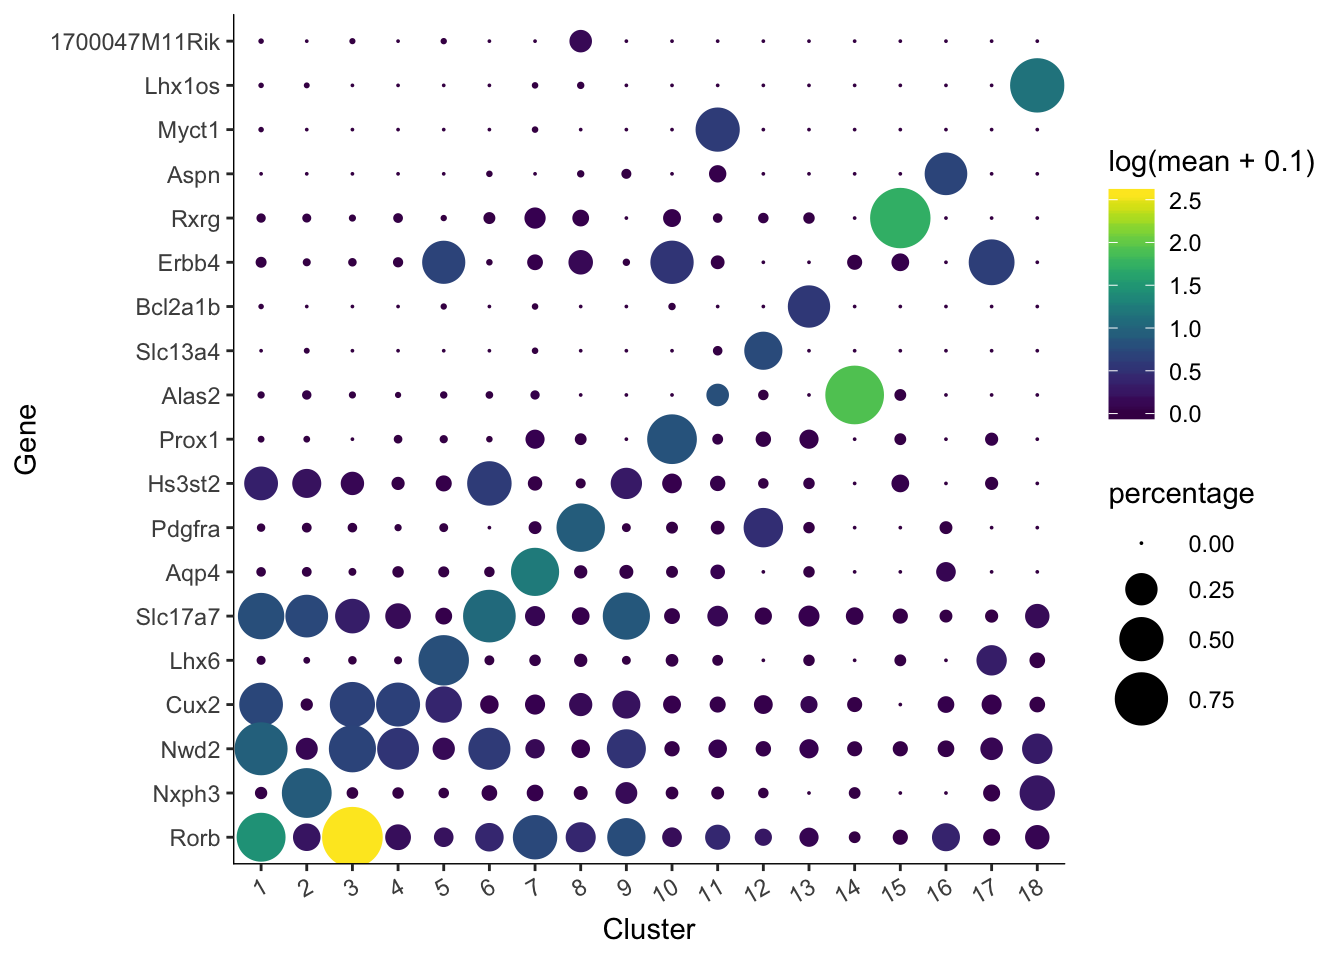 1700047M11Rik
Lhx1os
Myct1
Aspn
Rxrg
Erbb4
Bcl2a1b
Slc13a4
Alas2
Prox1
Hs3st2
Pdgfra
Aqp4
Slc17a7
Lhx6
Cux2
Nwd2
Nxph3
Rorb
Gene
1 2 3 4 5 6 7 8 9 10 11 12 13 14 15 16 17 18
Cluster
log(mean + 0.1)
2.5
2.0
1.5
1.0
0.5
0.0
percentage
0.00
0.25
0.50
0.75